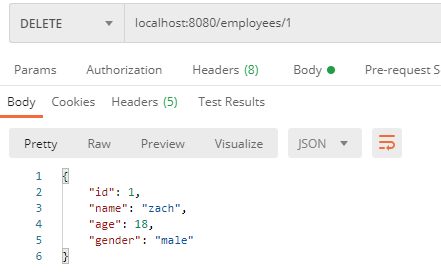 DELETE localhost:8080/employees/1
Params Authorization Headers (8) Body Pre-request S
Body Cookies Headers (5) Test Results
Pretty Raw Preview Visualize JSON
1 {
2 "id": 1,
3 "name": "zach",
4 "age": 18,
5 "gender": "male"
6 }